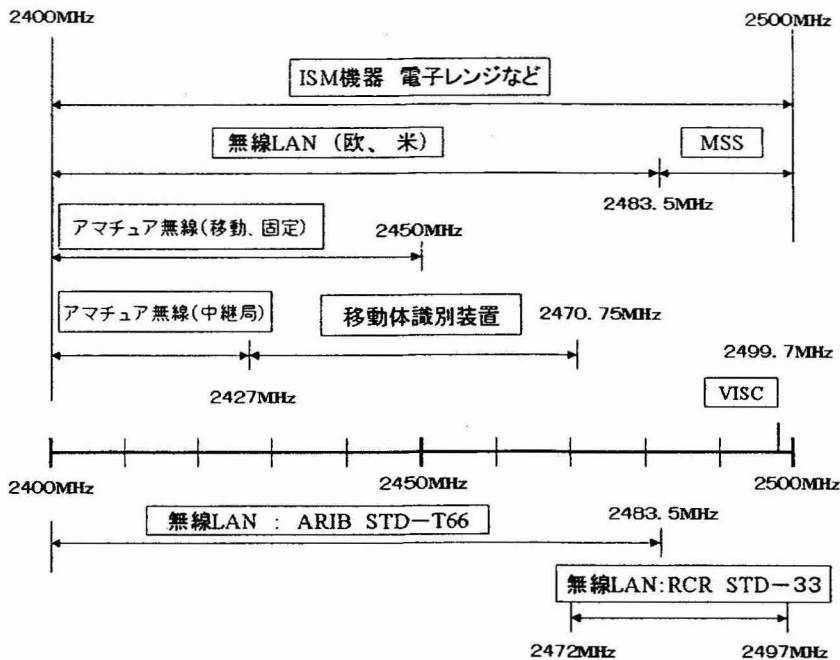 2400MHz
2500MHz
ISM機器 電子レンジなど
無線LAN (欧、米)
MSS
2483.5MHz
アマチュア無線(移動、固定)
2450MHz
アマチュア無線(中継局)
移動体識別装置
2470.75MHz
2499.7MHz
2427MHz
VISC
2400MHz
2450MHz
2500MHz
無線LAN : ARIB STD-T66
2483.5MHz
無線LAN:RCR STD-33
2472MHz
2497MHz